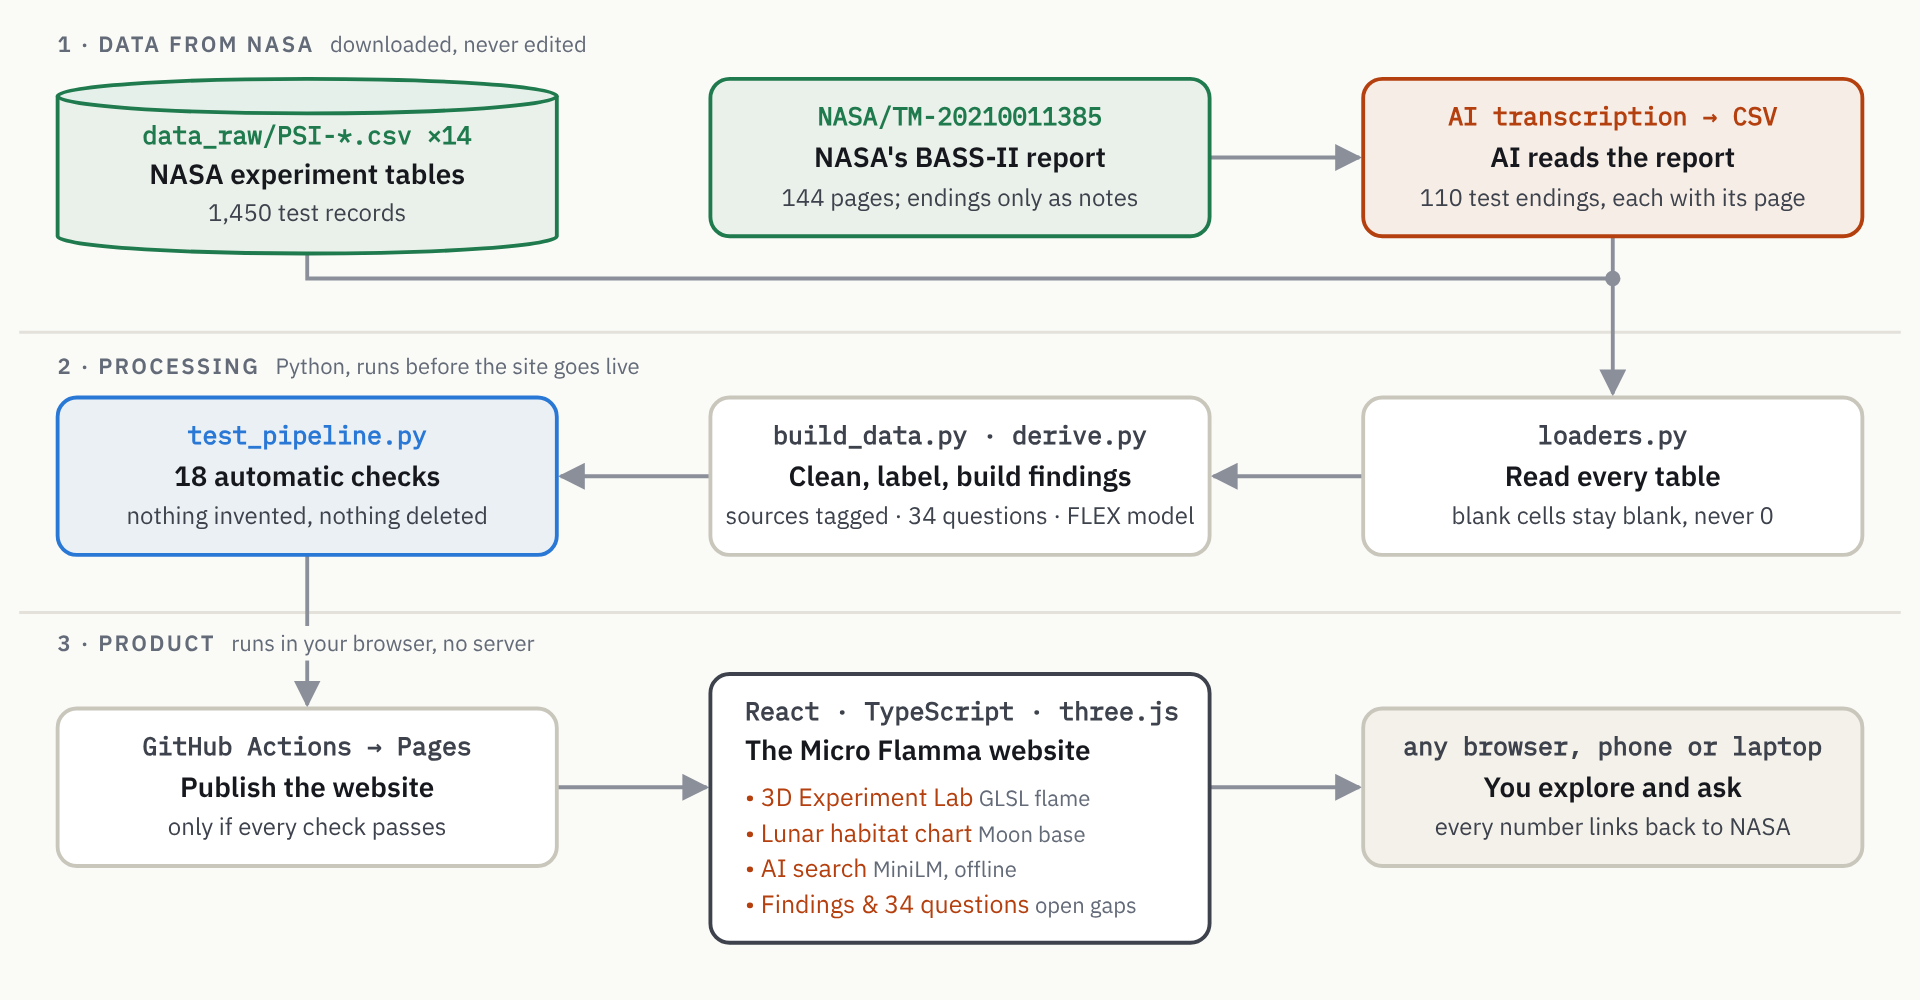 1 · DATA FROM NASA downloaded, never edited
data_raw/PSI-*.csv ×14
NASA experiment tables
1,450 test records
NASA/TM-20210011385
NASA's BASS-II report
144 pages; endings only as notes
AI transcription → CSV
AI reads the report
110 test endings, each with its page
2 · PROCESSING Python, runs before the site goes live
test_pipeline.py
18 automatic checks
nothing invented, nothing deleted
build_data.py · derive.py
Clean, label, build findings
sources tagged · 34 questions · FLEX model
loaders.py
Read every table
blank cells stay blank, never 0
3 · PRODUCT runs in your browser, no server
GitHub Actions → Pages
Publish the website
only if every check passes
React · TypeScript · three.js
The Micro Flamma website
• 3D Experiment Lab GLSL flame
• Lunar habitat chart Moon base
• AI search MiniLM, offline
• Findings & 34 questions open gaps
any browser, phone or laptop
You explore and ask
every number links back to NASA